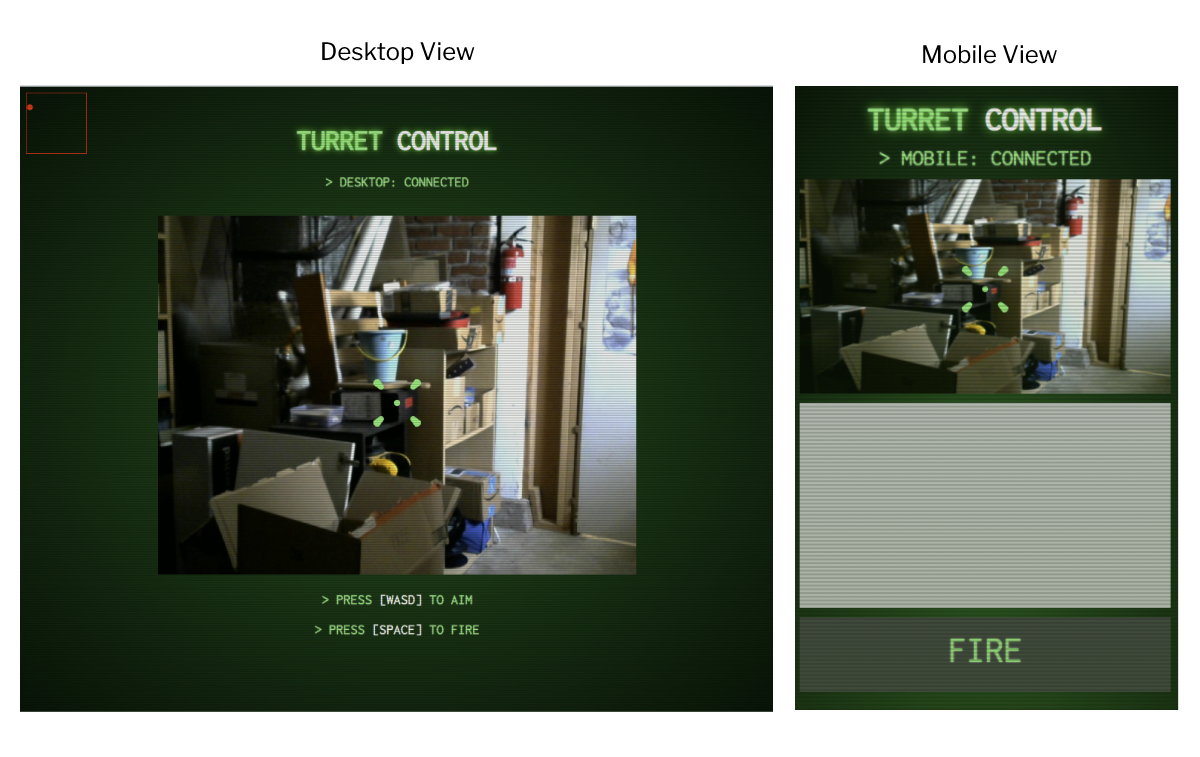 Desktop View
TURRET CONTROL
> DESKTOP: CONNECTED
> PRESS [WASD] TO AIM
> PRESS [SPACE] TO FIRE
Mobile View
TURRET CONTROL
> MOBILE: CONNECTED
FIRE